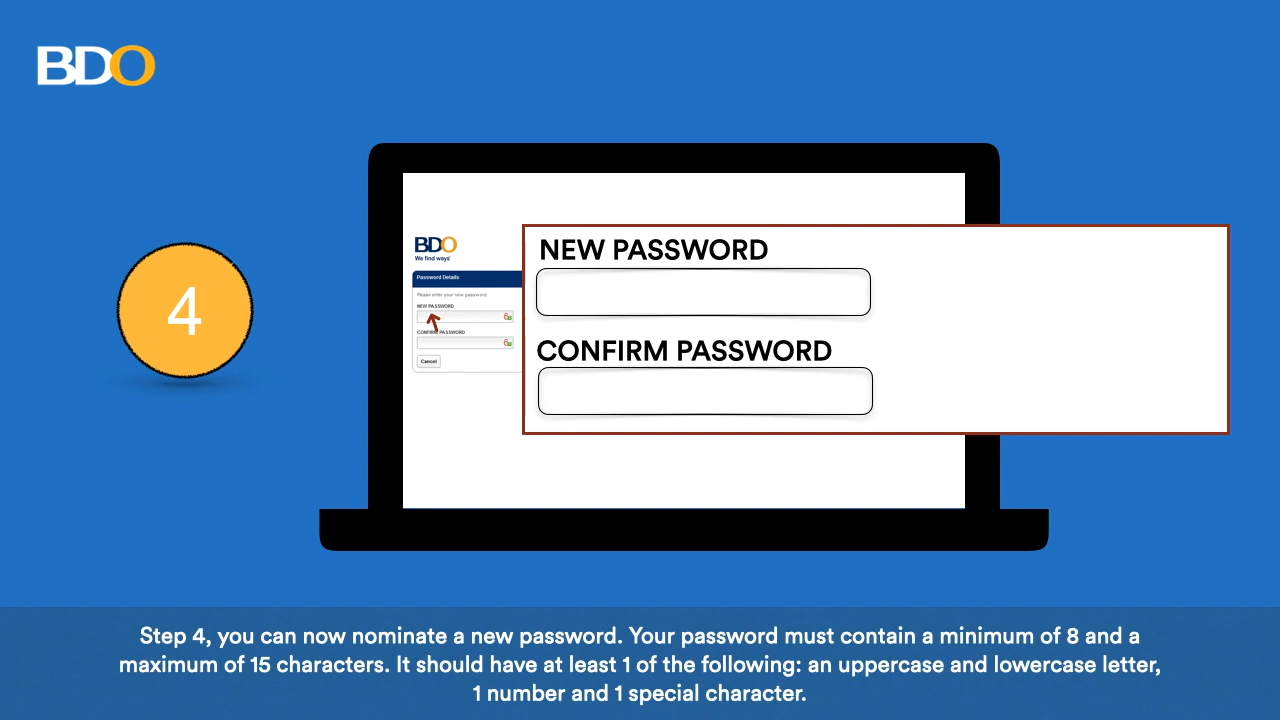 BDO
4
BDO
We find ways
Password Details
Please enter your new password.
NEW PASSWORD
CONFIRM PASSWORD
Cancel
NEW PASSWORD
CONFIRM PASSWORD
Step 4, you can now nominate a new password. Your password must contain a minimum of 8 and a
maximum of 15 characters. It should have at least 1 of the following: an uppercase and lowercase letter,
1 number and 1 special character.